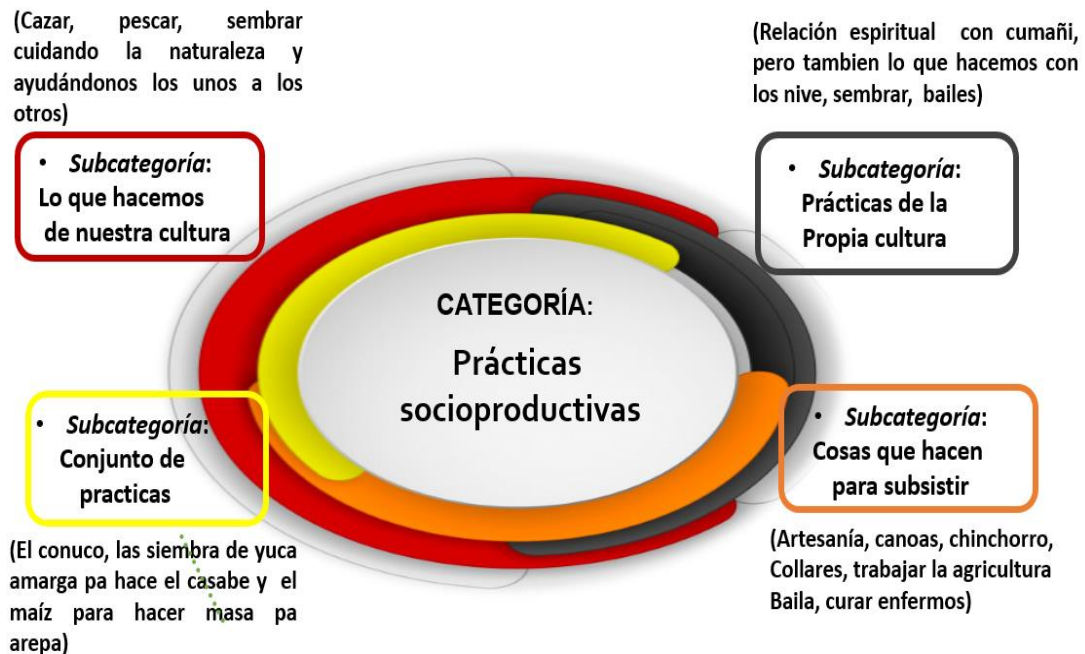 (Cazar, pescar, sembrar
cuidando la naturaleza y
ayudándonos los unos a los
otros)
• Subcategoría:
Lo que hacemos
de nuestra cultura
(Relación espiritual con cumañi,
pero tambien lo que hacemos con
los nive, sembrar, bailes)
• Subcategoría:
Prácticas de la
Propia cultura
CATEGORÍA:
Prácticas
socioproductivas
• Subcategoría:
Conjunto de
practicas
(El conuco, las siembra de yuca
amarga pa hace el casabe y el
maíz para hacer masa pa
arepa)
• Subcategoría:
Cosas que hacen
para subsistir
(Artesanía, canoas, chinchorro,
Collares, trabajar la agricultura
Baila, curar enfermos)